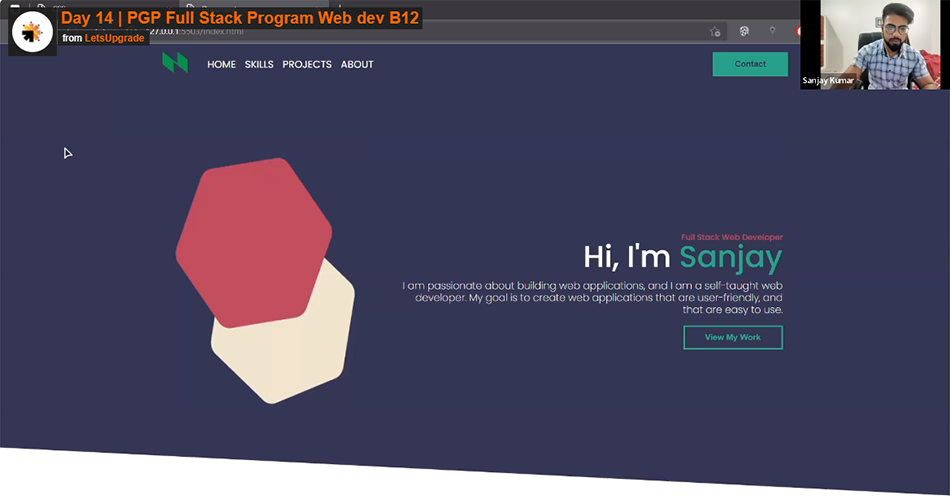 Day 14 | PGP Full Stack Program Web dev B12
from LetsUpgrade
127.0.0.1:5503/index.html
HOME SKILLS PROJECTS ABOUT
Contact
Sanjay Kumar
Full Stack Web Developer
Hi, I'm Sanjay
I am passionate about building web applications, and I am a self-taught web
developer. My goal is to create web applications that are user-friendly, and
that are easy to use.
View My Work